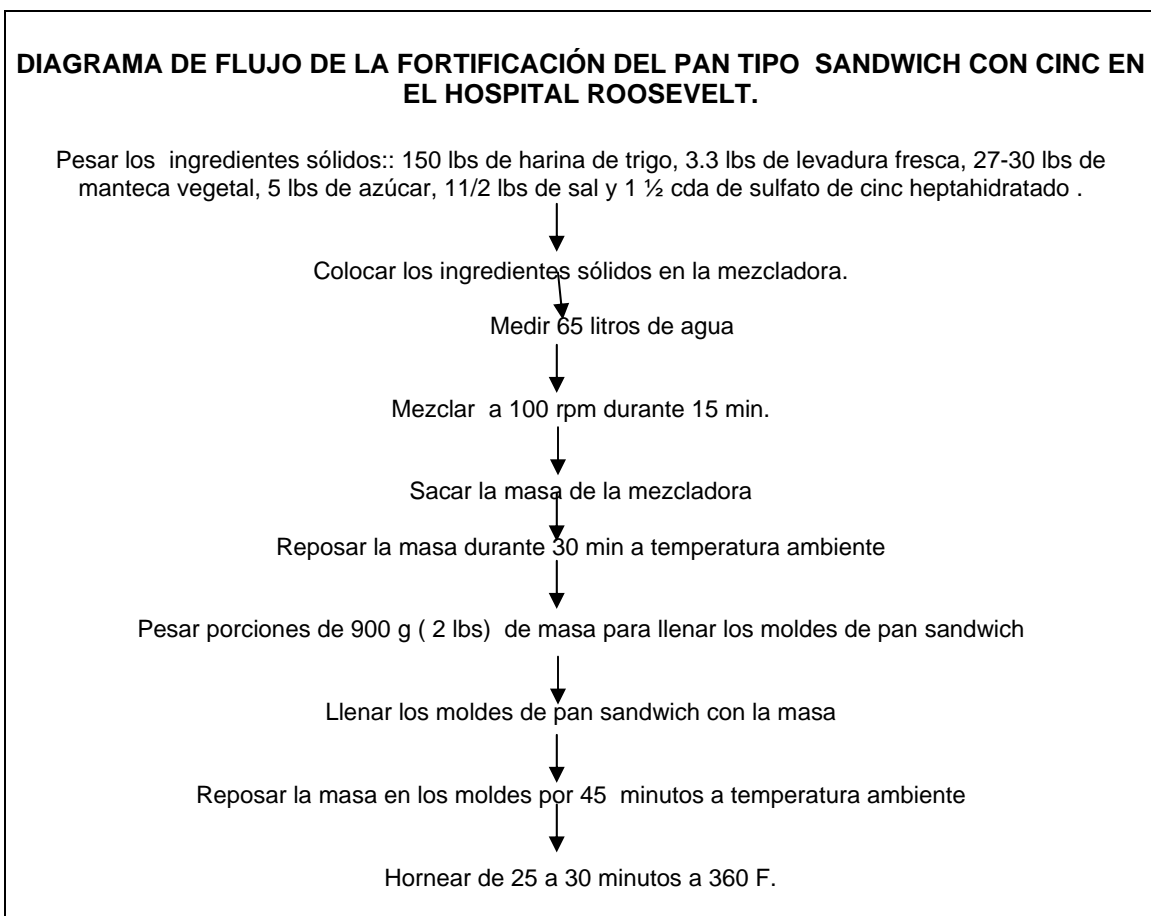 DIAGRAMA DE FLUJO DE LA FORTIFICACIÓN DEL PAN TIPO SANDWICH CON CINC EN
EL HOSPITAL ROOSEVELT.
Pesar los ingredientes sólidos:: 150 lbs de harina de trigo, 3.3 lbs de levadura fresca, 27-30 lbs de
manteca vegetal, 5 lbs de azúcar, 11/2 lbs de sal y 1 ½ cda de sulfato de cinc heptahidratado .
Colocar los ingredientes sólidos en la mezcladora.
Medir 65 litros de agua
Mezclar a 100 rpm durante 15 min.
Sacar la masa de la mezcladora
Reposar la masa durante 30 min a temperatura ambiente
Pesar porciones de 900 g ( 2 lbs) de masa para llenar los moldes de pan sandwich
Llenar los moldes de pan sandwich con la masa
Reposar la masa en los moldes por 45 minutos a temperatura ambiente
Hornear de 25 a 30 minutos a 360 F.